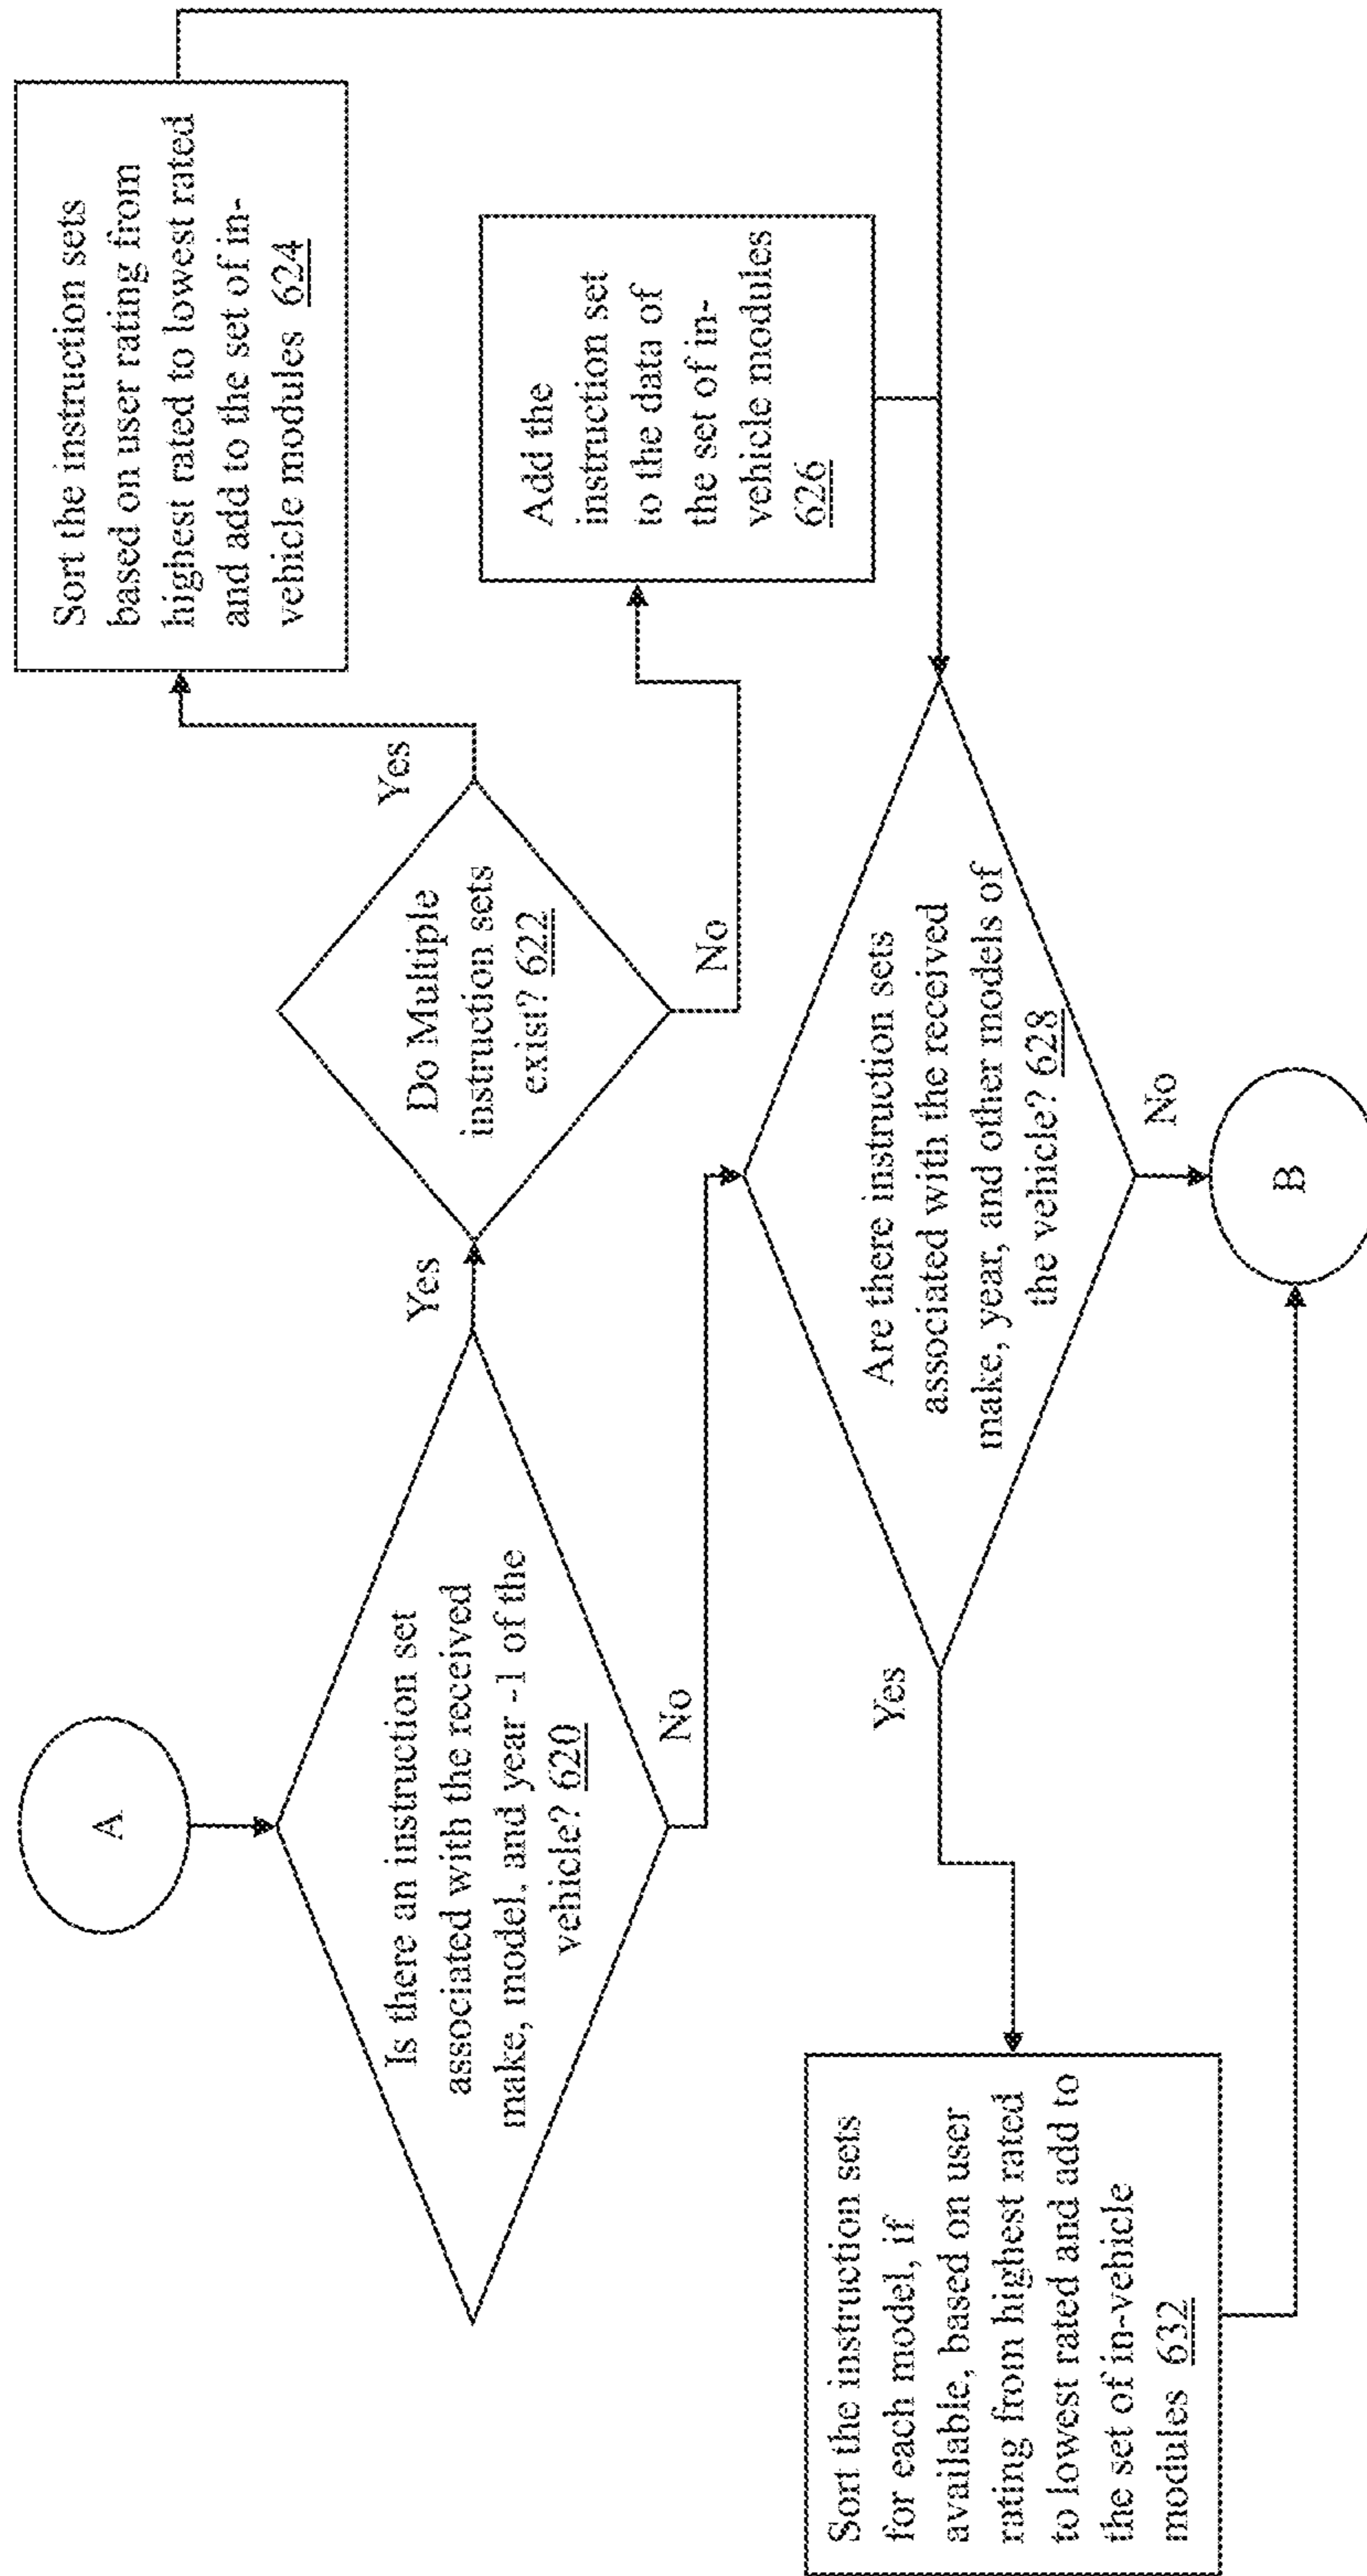 A
Is there an instruction set
associated with the received
make, model, and year -1 of the
vehicle? 620
Yes
No
Do Multiple
instruction sets
exist? 622
Yes
No
Sort the instruction sets
based on user rating from
highest rated to lowest rated
and add to the set of in-
vehicle modules 624
Add the
instruction set
to the data of
the set of in-
vehicle modules
626
Are there instruction sets
associated with the received
make, year, and other models of
the vehicle? 628
Yes
No
Sort the instruction sets
for each model, if
available, based on user
rating from highest rated
to lowest rated and add to
the set of in-vehicle
modules 632
B